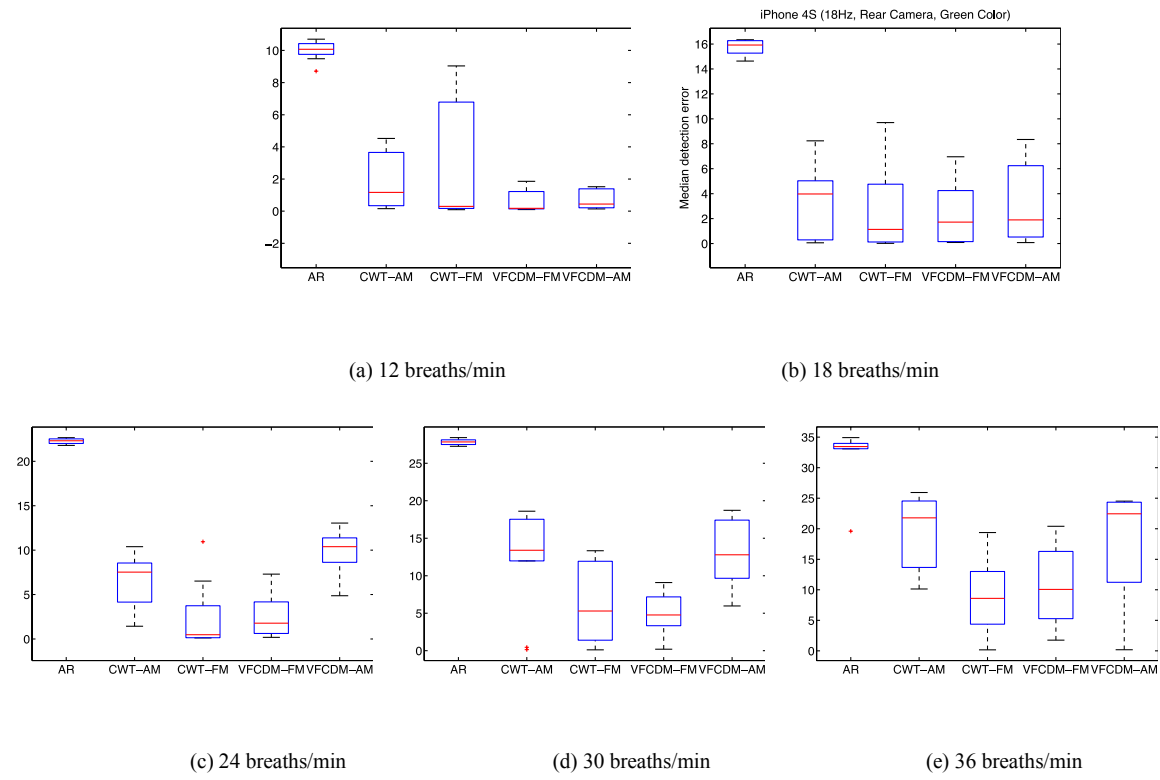 iPhone 4S (18Hz, Rear Camera, Green Color)
10
8
6
4
2
0
−2
AR CWT−AM CWT−FM VFCDM−FM VFCDM−AM
Median detection error
16
14
12
10
8
6
4
2
0
AR CWT−AM CWT−FM VFCDM−FM VFCDM−AM
(a) 12 breaths/min
(b) 18 breaths/min
20
15
10
5
0
AR CWT−AM CWT−FM VFCDM−FM VFCDM−AM
25
20
15
10
5
0
AR CWT−AM CWT−FM VFCDM−FM VFCDM−AM
35
30
25
20
15
10
5
0
AR CWT−AM CWT−FM VFCDM−FM VFCDM−AM
(c) 24 breaths/min
(d) 30 breaths/min
(e) 36 breaths/min